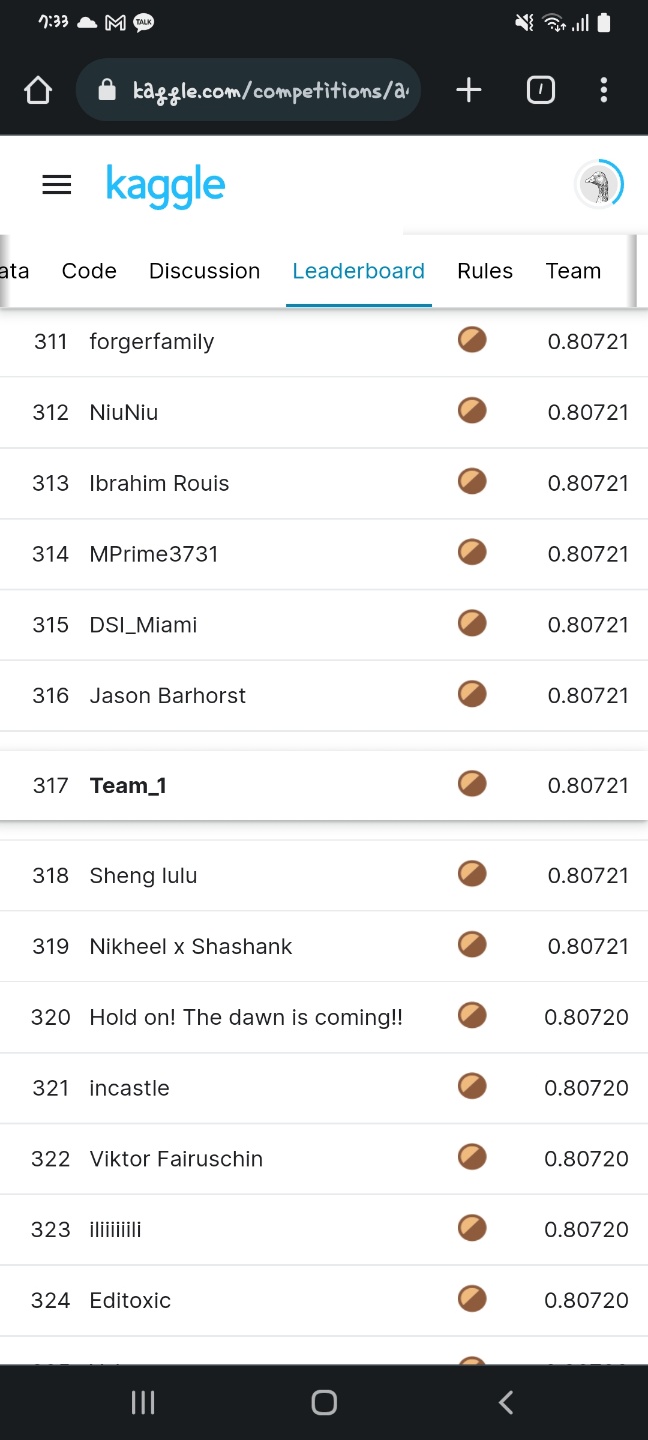 7:33 TALK
kaggle.com/competitions/a
kaggle
ata Code Discussion Leaderboard Rules Team
311 forgerfamily 0.80721
312 NiuNiu 0.80721
313 Ibrahim Rouis 0.80721
314 MPrime3731 0.80721
315 DSI_Miami 0.80721
316 Jason Barhorst 0.80721
317 Team_1 0.80721
318 Sheng lulu 0.80721
319 Nikheel x Shashank 0.80721
320 Hold on! The dawn is coming!! 0.80720
321 incastle 0.80720
322 Viktor Fairuschin 0.80720
323 iliiiiiili 0.80720
324 Editoxic 0.80720